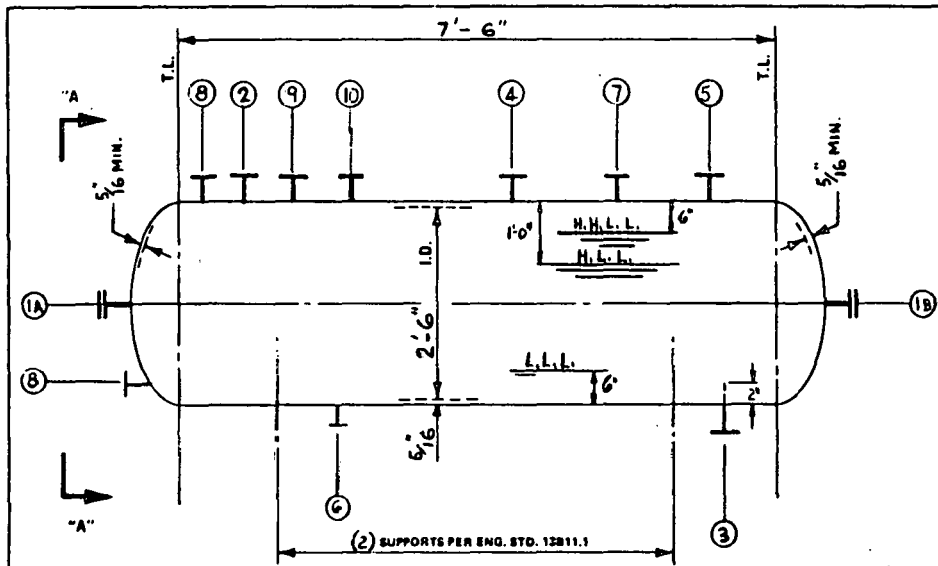 7'- 6"
T.L.
T.L.
"A
8
2
9
10
4
7
5
5/16" MIN.
5/16" MIN.
I.D.
2'-6"
1'-0"
6"
H.H.L.L.
H.L.L.
1A
1B
8
L.L.L.
6"
2"
5/16
"A"
6
3
(2) SUPPORTS PER ENG. STD. 13811.1